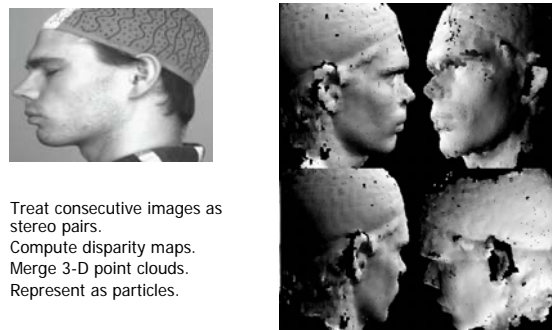 Treat consecutive images as
stereo pairs.
Compute disparity maps.
Merge 3-D point clouds.
Represent as particles.